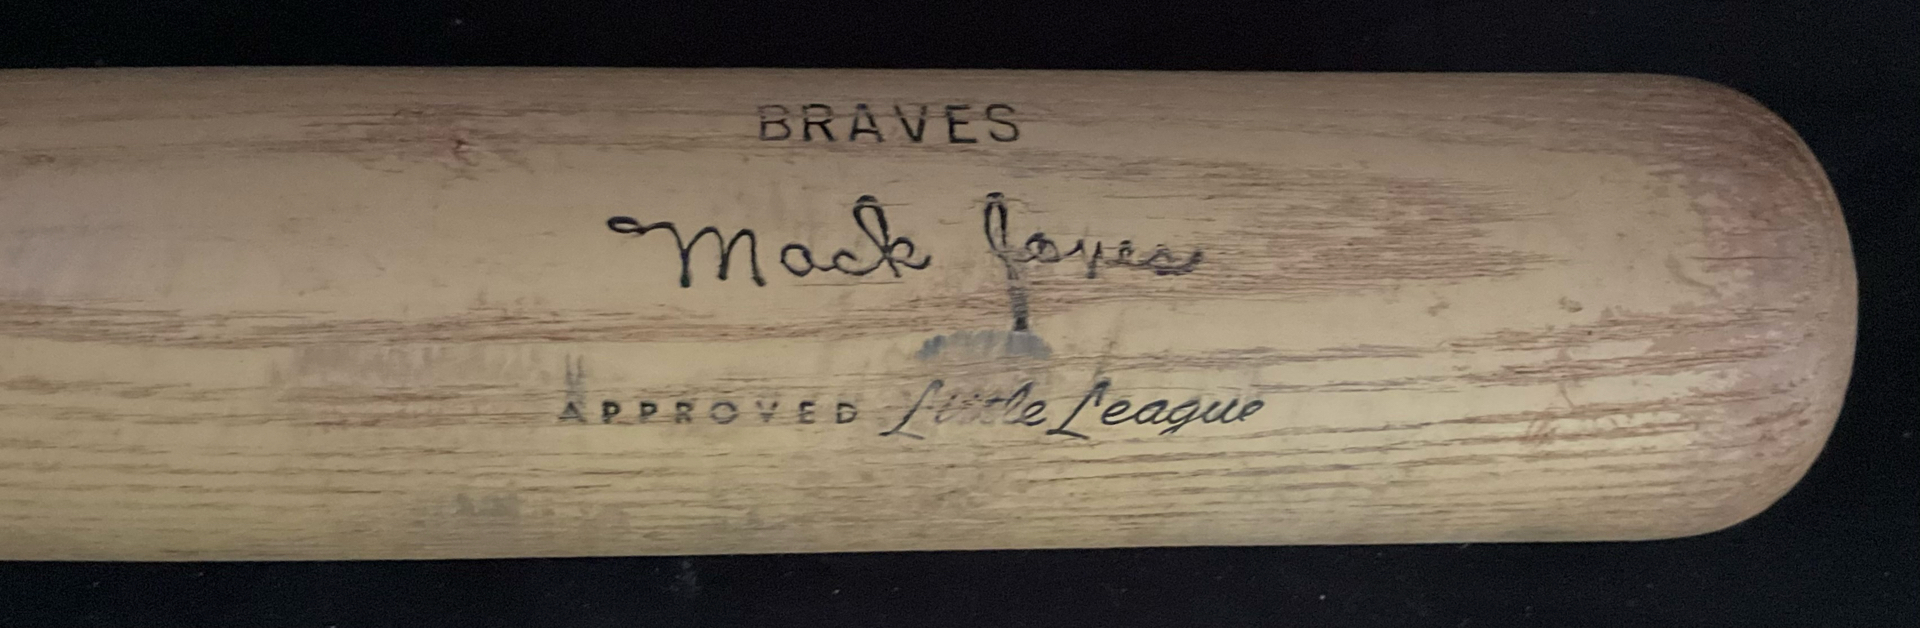 BRAVES
Mack Jones
APPROVED Little League